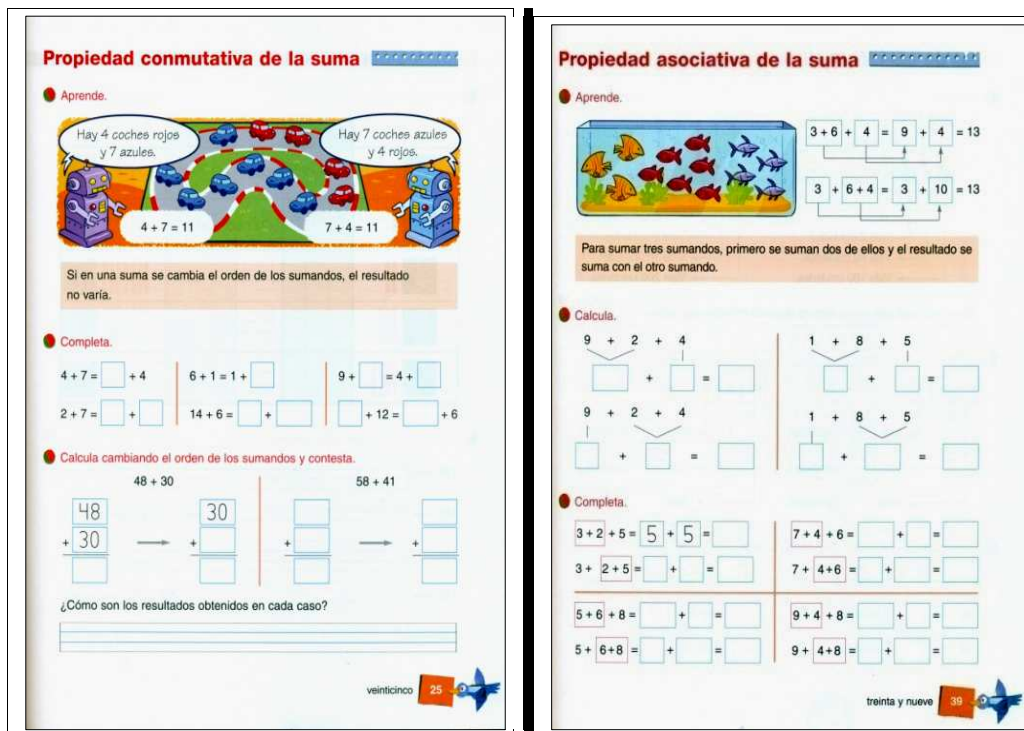 Propiedad conmutativa de la suma
Aprende.
Hay 4 coches rojos
y 7 azules.
Hay 7 coches azules
y 4 rojos.
4 + 7 = 11
7 + 4 = 11
Si en una suma se cambia el orden de los sumandos, el resultado
no varía.
Completa.
4 + 7 = + 4
6 + 1 = 1 +
9 + = 4 +
2 + 7 = +
14 + 6 = +
+ 12 = + 6
Calcula cambiando el orden de los sumandos y contesta.
48 + 30
58 + 41
48
30
+ 30
+
+
+
¿Cómo son los resultados obtenidos en cada caso?
veinticinco 25
Propiedad asociativa de la suma
Aprende.
3 + 6 + 4 = 9 + 4 = 13
3 + 6 + 4 = 3 + 10 = 13
Para sumar tres sumandos, primero se suman dos de ellos y el resultado se
suma con el otro sumando.
Calcula.
9 + 2 + 4
1 + 8 + 5
+ =
+ =
9 + 2 + 4
1 + 8 + 5
+ =
+ =
Completa.
3 + 2 + 5 = 5 + 5 =
7 + 4 + 6 = + =
3 + 2 + 5 = + =
7 + 4+6 = + =
5 + 6 + 8 = + =
9 + 4 + 8 = + =
5 + 6+8 = + =
9 + 4+8 = + =
treinta y nueve 39